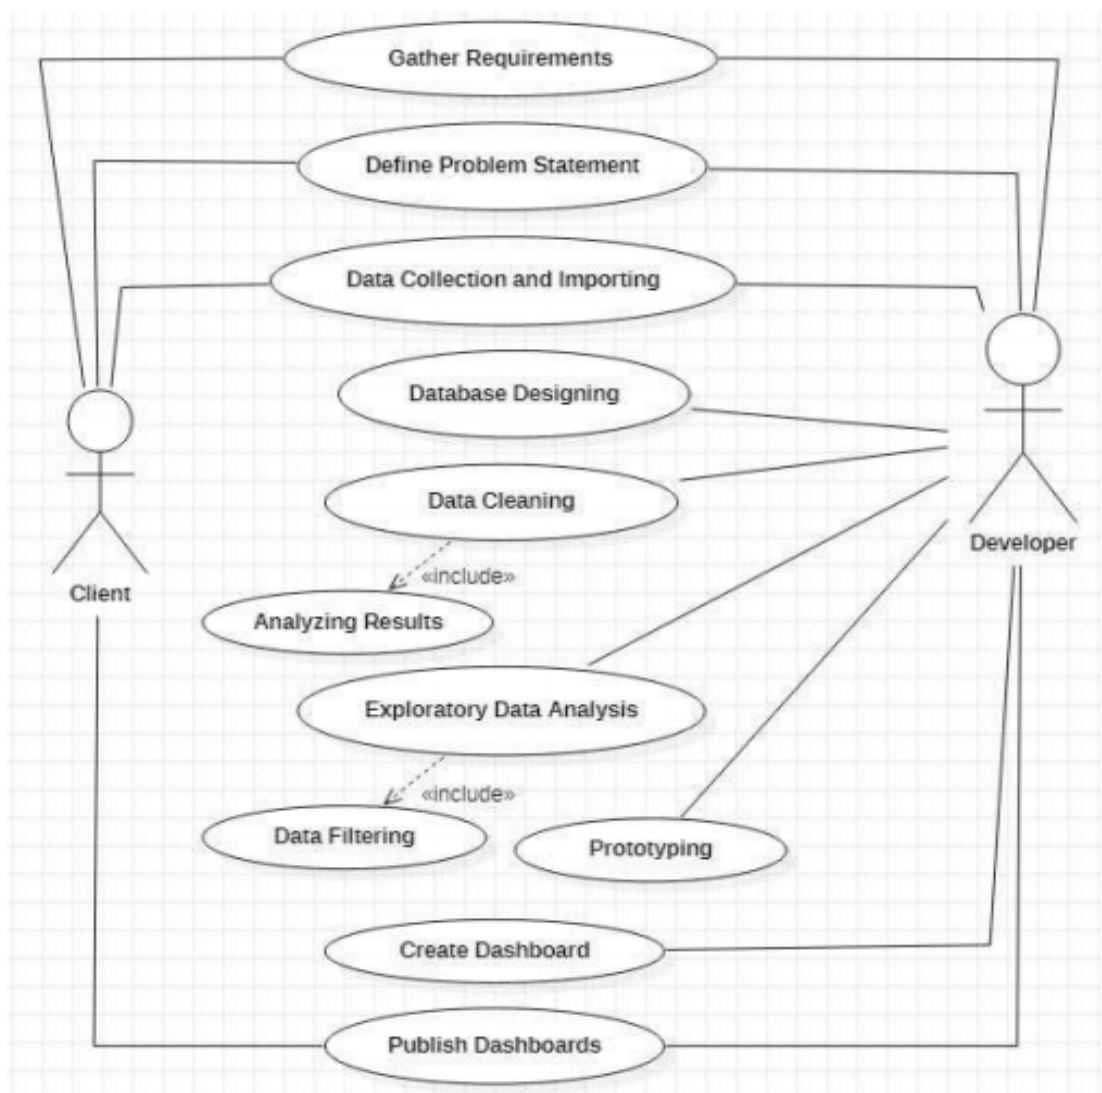 Gather Requirements
Define Problem Statement
Data Collection and Importing
Database Designing
Data Cleaning
Developer
«include»
Client
Analyzing Results
Exploratory Data Analysis
«include»
Data Filtering
Prototyping
Create Dashboard
Publish Dashboards